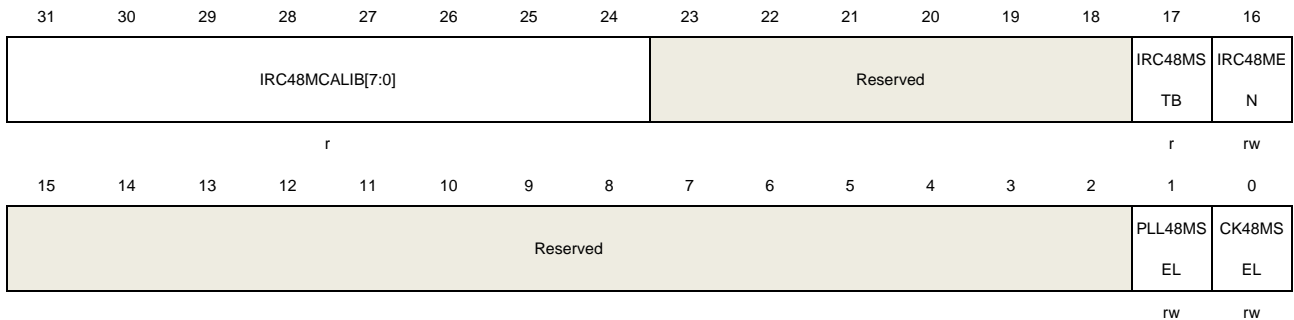 31 30 29 28 27 26 25 24 23 22 21 20 19 18 17 16
IRC48MCALIB[7:0] Reserved IRC48MS TB IRC48ME N
r r rw
15 14 13 12 11 10 9 8 7 6 5 4 3 2 1 0
Reserved PLL48MS EL CK48MS EL
rw rw